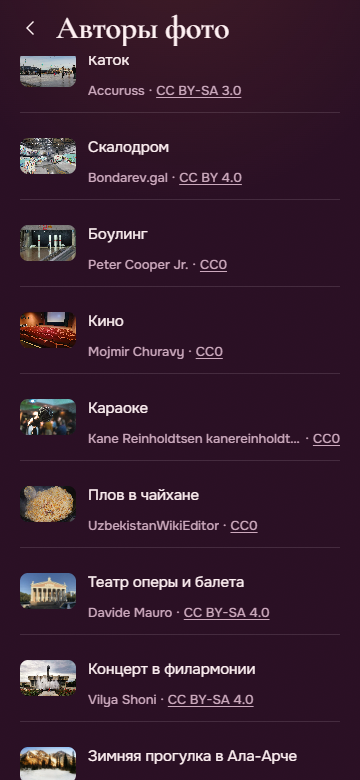 Авторы фото
Каток
Accuruss · CC BY-SA 3.0
Скалодром
Bondarev.gal · CC BY 4.0
Боулинг
Peter Cooper Jr. · CC0
Кино
Mojmir Churavy · CC0
Караоке
Kane Reinholdtsen kanereinholdt... · CC0
Плов в чайхане
UzbekistanWikiEditor · CC0
Театр оперы и балета
Davide Mauro · CC BY-SA 4.0
Концерт в филармонии
Vilya Shoni · CC BY-SA 4.0
Зимняя прогулка в Ала-Арче